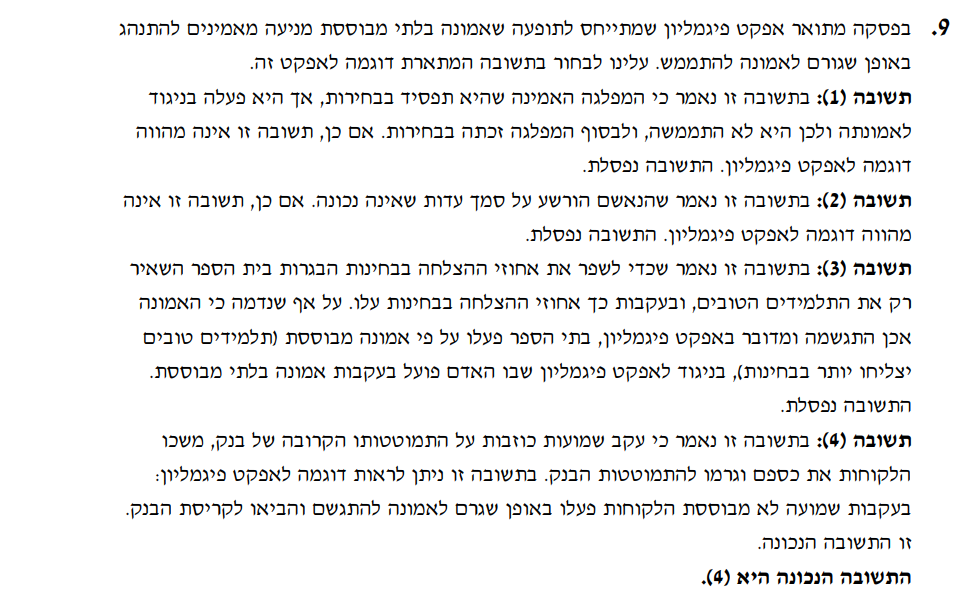 9. בפסקה מתואר אפקט פיגמליון שמתייחס לתופעה שאמונה בלתי מבוססת מניעה מאמינים להתנהג
באופן שגורם לאמונה להתממש. עלינו לבחור בתשובה המתארת דוגמה לאפקט זה.
תשובה (1): בתשובה זו נאמר כי המפלגה האמינה שהיא תפסיד בבחירות, אך היא פעלה בניגוד
לאמונתה ולכן היא לא התממשה, ולבסוף המפלגה זכתה בבחירות. אם כן, תשובה זו אינה מהווה
דוגמה לאפקט פיגמליון. התשובה נפסלת.
תשובה (2): בתשובה זו נאמר שהנאשם הורשע על סמך עדות שאינה נכונה. אם כן, תשובה זו אינה
מהווה דוגמה לאפקט פיגמליון. התשובה נפסלת.
תשובה (3): בתשובה זו נאמר שכדי לשפר את אחוזי ההצלחה בבחינות הבגרות בית הספר השאיר
רק את התלמידים הטובים, ובעקבות כך אחוזי ההצלחה בבחינות עלו. על אף שנדמה כי האמונה
אכן התגשמה ומדובר באפקט פיגמליון, בתי הספר פעלו על פי אמונה מבוססת (תלמידים טובים
יצליחו יותר בבחינות), בניגוד לאפקט פיגמליון שבו האדם פועל בעקבות אמונה בלתי מבוססת.
התשובה נפסלת.
תשובה (4): בתשובה זו נאמר כי עקב שמועות כוזבות על התמוטטותו הקרובה של בנק, משכו
הלקוחות את כספם וגרמו להתמוטטות הבנק. בתשובה זו ניתן לראות דוגמה לאפקט פיגמליון:
בעקבות שמועה לא מבוססת הלקוחות פעלו באופן שגרם לאמונה להתגשם והביאו לקריסת הבנק.
זו התשובה הנכונה.
התשובה הנכונה היא (4).